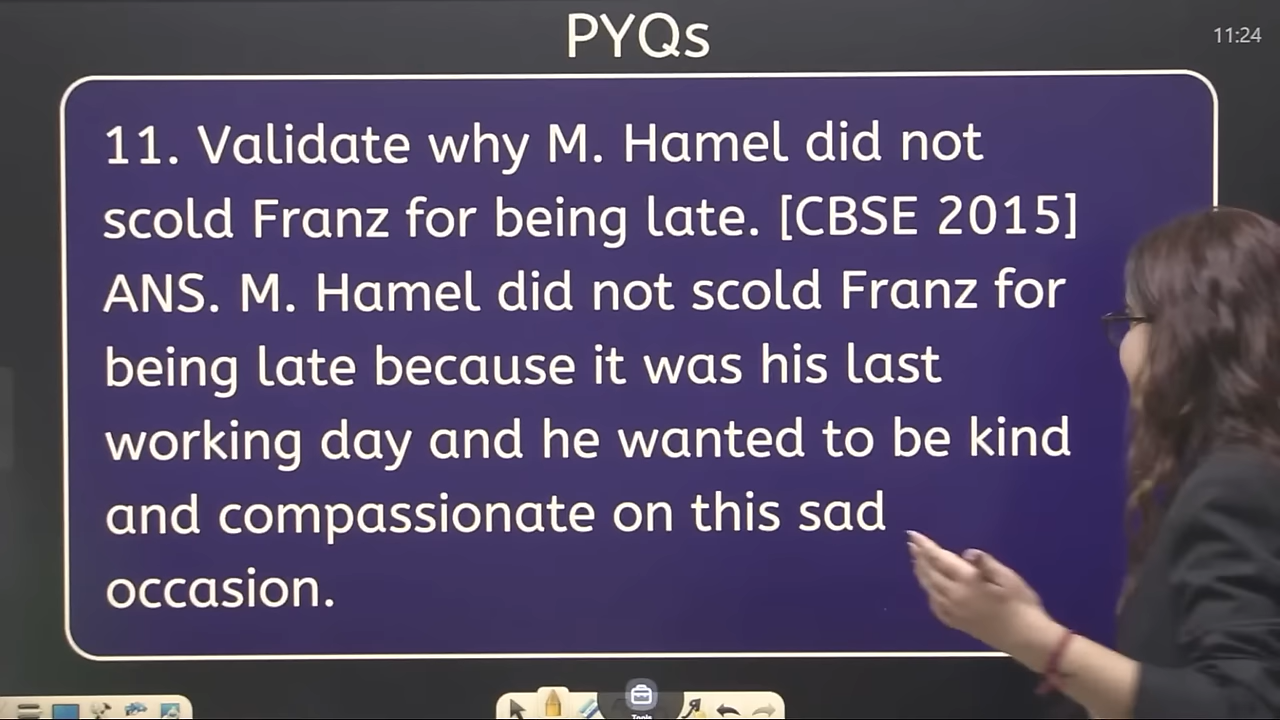 PYQs
11:24
11. Validate why M. Hamel did not
scold Franz for being late. [CBSE 2015]
ANS. M. Hamel did not scold Franz for
being late because it was his last
working day and he wanted to be kind
and compassionate on this sad
occasion.
Tools